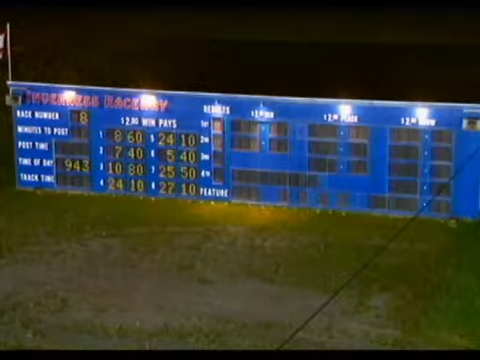 INVERNESS RACEWAY
RACE NUMBER 8
MINUTES TO POST
POST TIME
TIME OF DAY 943
TRACK TIME
$2.00 WIN PAYS
1 8 60 5 24 10
2 7 40 6 5 40
3 10 80 7 25 50
4 24 10 8 27 10
RESULTS
1st
2nd
3rd
4th
FEATURE
$2.00 WIN
$2.00 PLACE
$2.00 SHOW